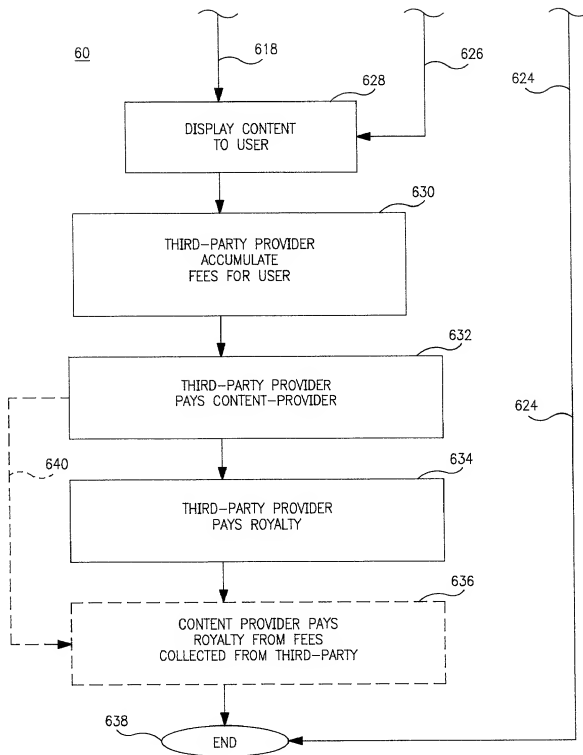 60
618
626
624
628
DISPLAY CONTENT
TO USER
630
THIRD-PARTY PROVIDER
ACCUMULATE
FEES FOR USER
632
THIRD-PARTY PROVIDER
PAYS CONTENT-PROVIDER
624
640
634
THIRD-PARTY PROVIDER
PAYS ROYALTY
636
CONTENT PROVIDER PAYS
ROYALTY FROM FEES
COLLECTED FROM THIRD-PARTY
638
END